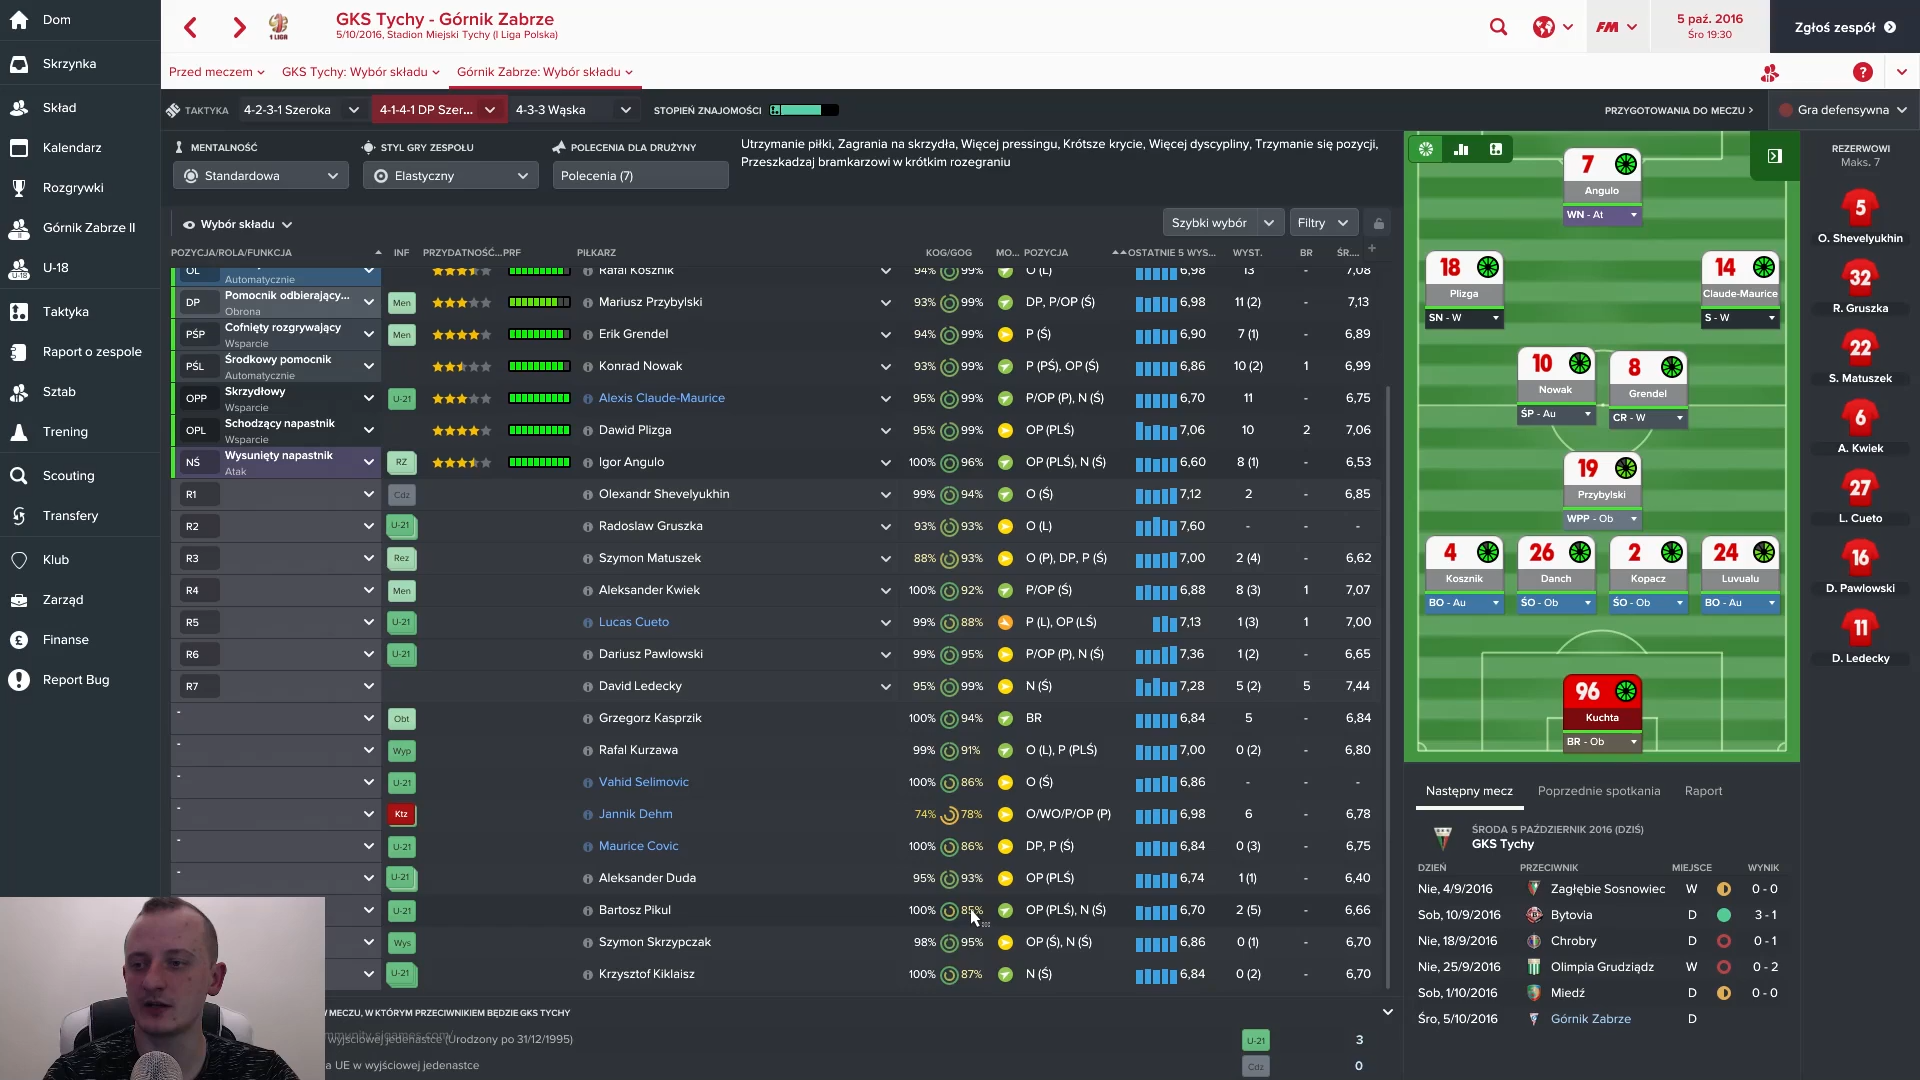 Dom
Skrzynka
Skład
Kalendarz
Rozgrywki
Górnik Zabrze II
U-18
Taktyka
Raport o zespole
Sztab
Trening
Scouting
Transfery
Klub
Zarząd
Finanse
Report Bug
1 LIGA
GKS Tychy - Górnik Zabrze
5/10/2016, Stadion Miejski Tychy (I Liga Polska)
FM
5 paź. 2016
Śro 19:30
Zgłoś zespół
Przed meczem
GKS Tychy: Wybór składu
Górnik Zabrze: Wybór składu
?
TAKTYKA
4-2-3-1 Szeroka
4-1-4-1 DP Szer...
4-3-3 Wąska
STOPIEŃ ZNAJOMOŚCI
PRZYGOTOWANIA DO MECZU >
Gra defensywna
MENTALNOŚĆ
Standardowa
STYL GRY ZESPOŁU
Elastyczny
POLECENIA DLA DRUŻYNY
Polecenia (7)
Utrzymanie piłki, Zagrania na skrzydła, Więcej pressingu, Krótsze krycie, Więcej dyscypliny, Trzymanie się pozycji,
Przeszkadzaj bramkarzowi w krótkim rozegraniu
Wybór składu
Szybki wybór
Filtry
POZYCJA/ROLA/FUNKCJA INF PRZYDATNOŚĆ... PRF PIŁKARZ KOG/GOG MO... POZYCJA OSTATNIE 5 WYS... WYST. BR ŚR....
OL Automatycznie Rafał Kosznik 94% 99% O (L) 6,98 13 - 7,08
DP Pomocnik odbierający... Obrona Men Mariusz Przybylski 93% 99% DP, P/OP (Ś) 6,98 11 (2) - 7,13
PŚP Cofnięty rozgrywający Wsparcie Men Erik Grendel 94% 99% P (Ś) 6,90 7 (1) - 6,89
PŚL Środkowy pomocnik Automatycznie Konrad Nowak 93% 99% P (PŚ), OP (Ś) 6,86 10 (2) 1 6,99
OPP Skrzydłowy Wsparcie U-21 Alexis Claude-Maurice 95% 99% P/OP (P), N (Ś) 6,70 11 - 6,75
OPL Schodzący napastnik Wsparcie Dawid Plizga 95% 99% OP (PLŚ) 7,06 10 2 7,06
NŚ Wysunięty napastnik Atak RZ Igor Angulo 100% 96% OP (PLŚ), N (Ś) 6,60 8 (1) - 6,53
R1 Cdz Olexandr Shevelyukhin 99% 94% O (Ś) 7,12 2 - 6,85
R2 U-21 Radoslaw Gruszka 93% 93% O (L) 7,60 - - -
R3 Rez Szymon Matuszek 88% 93% O (P), DP, P (Ś) 7,00 2 (4) - 6,62
R4 Men Aleksander Kwiek 100% 92% P/OP (Ś) 6,88 8 (3) 1 7,07
R5 U-21 Lucas Cueto 99% 88% P (L), OP (LŚ) 7,13 1 (3) 1 7,00
R6 U-21 Dariusz Pawlowski 99% 95% P/OP (P), N (Ś) 7,36 1 (2) - 6,65
R7 David Ledecky 95% 99% N (Ś) 7,28 5 (2) 5 7,44
- Obt Grzegorz Kasprzik 100% 94% BR 6,84 5 - 6,84
- Wyp Rafał Kurzawa 99% 91% O (L), P (PLŚ) 7,00 0 (2) - 6,80
- U-21 Vahid Selimovic 100% 86% O (Ś) 6,86 - - -
- Ktz Jannik Dehm 74% 78% O/WO/P/OP (P) 6,98 6 - 6,78
- U-21 Maurice Covic 100% 86% DP, P (Ś) 6,84 0 (3) - 6,75
- U-21 Aleksander Duda 95% 93% OP (PLŚ) 6,74 1 (1) - 6,40
U-21 Bartosz Pikul 100% 85% OP (PLŚ), N (Ś) 6,70 2 (5) - 6,66
Wys Szymon Skrzypczak 98% 95% OP (Ś), N (Ś) 6,86 0 (1) - 6,70
U-21 Krzysztof Kiklaisz 100% 87% N (Ś) 6,84 0 (2) - 6,70
MECZU, W KTÓRYM PRZECIWNIKIEM BĘDZIE GKS TYCHY
wyjściowej jedenastce (Urodzony po 31/12/1995) U-21 3
a UE w wyjściowej jedenastce Cdz 0
7
Angulo
WN - At
18
Plizga
SN - W
14
Claude-Maurice
S - W
10
Nowak
ŚP - Au
8
Grendel
CR - W
19
Przybylski
WPP - Ob
4
Kosznik
BO - Au
26
Danch
ŚO - Ob
2
Kopacz
ŚO - Ob
24
Luvualu
BO - Au
96
Kuchta
BR - Ob
REZERWOWI
Maks. 7
5
O. Shevelyukhin
32
R. Gruszka
22
S. Matuszek
6
A. Kwiek
27
L. Cueto
16
D. Pawlowski
11
D. Ledecky
Następny mecz
Poprzednie spotkania
Raport
ŚRODA 5 PAŹDZIERNIK 2016 (DZIŚ)
GKS Tychy
DZIEŃ PRZECIWNIK MIEJSCE WYNIK
Nie, 4/9/2016 Zagłębie Sosnowiec W 0 - 0
Sob, 10/9/2016 Bytovia D 3 - 1
Nie, 18/9/2016 Chrobry D 0 - 1
Nie, 25/9/2016 Olimpia Grudziądz W 0 - 2
Sob, 1/10/2016 Miedź D 0 - 0
Śro, 5/10/2016 Górnik Zabrze D